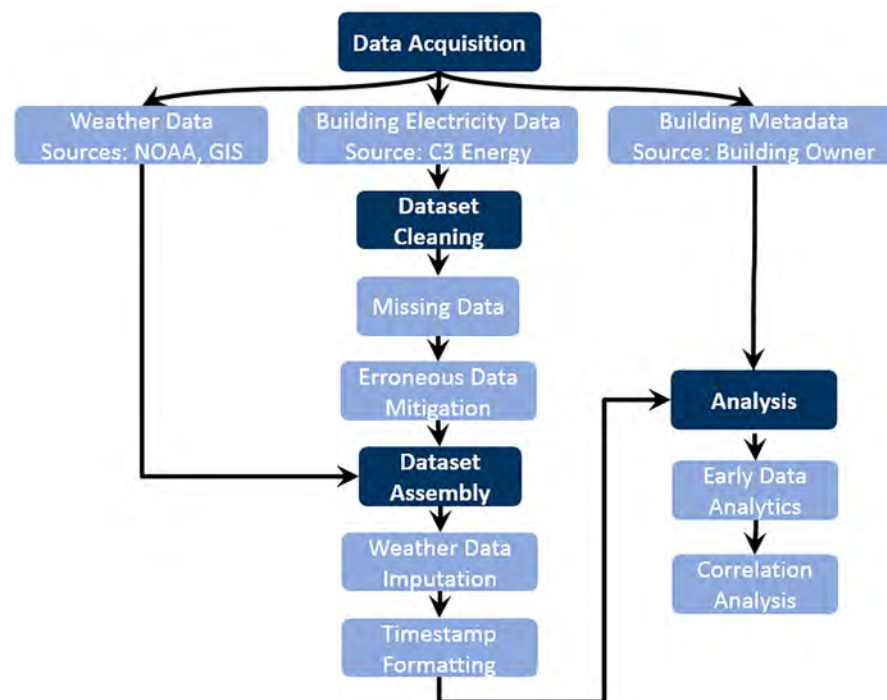 Data Acquisition
Weather Data
Sources: NOAA, GIS
Building Electricity Data
Source: C3 Energy
Building Metadata
Source: Building Owner
Dataset
Cleaning
Missing Data
Erroneous Data
Mitigation
Dataset
Assembly
Weather Data
Imputation
Timestamp
Formatting
Analysis
Early Data
Analytics
Correlation
Analysis